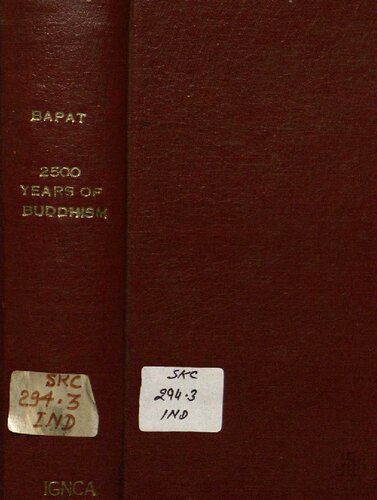 BAPAT
2500
YEARS OF
BUDDHISM
SKC
294.3
IND
IGNCA
SKC
294.3
IND